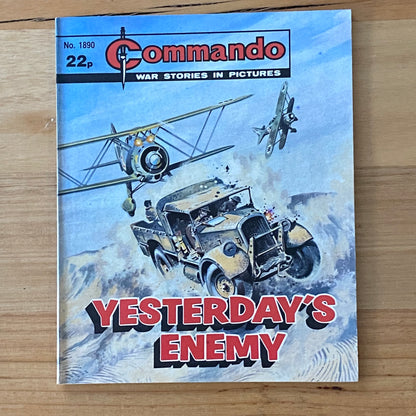 No. 1890
22p
Commando
WAR STORIES IN PICTURES
YESTERDAY'S
ENEMY